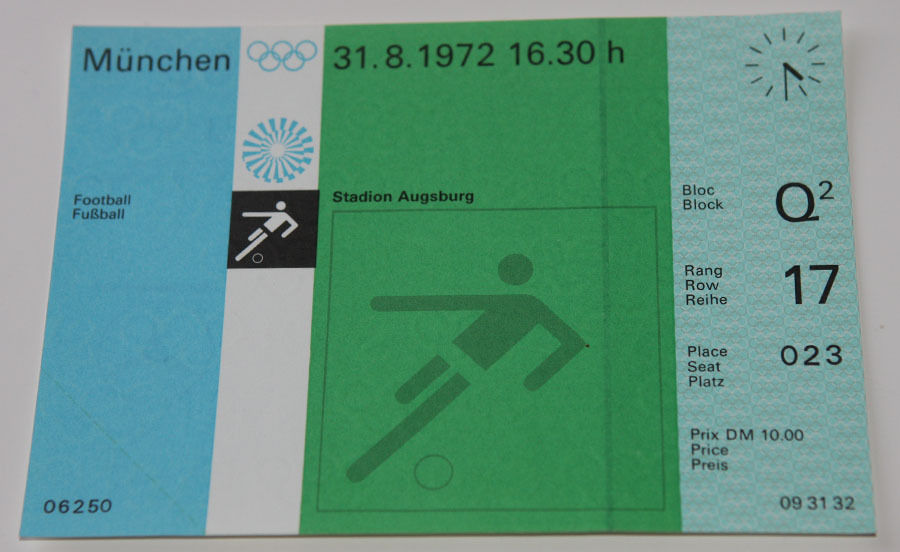 München
31.8.1972 16.30 h
Football
Fußball
Stadion Augsburg
Bloc
Block
Q²
Rang
Row
Reihe
17
Place
Seat
Platz
023
Prix DM 10.00
Price
Preis
06250
09 31 32